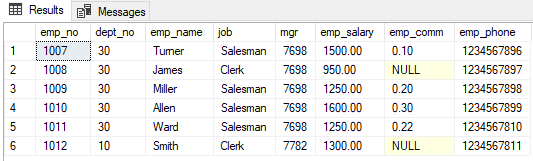 Results Messages
emp_no dept_no emp_name job mgr emp_salary emp_comm emp_phone
1 1007 30 Turner Salesman 7698 1500.00 0.10 1234567896
2 1008 30 James Clerk 7698 950.00 NULL 1234567897
3 1009 30 Miller Salesman 7698 1250.00 0.20 1234567898
4 1010 30 Allen Salesman 7698 1600.00 0.30 1234567899
5 1011 30 Ward Salesman 7698 1250.00 0.22 1234567810
6 1012 10 Smith Clerk 7782 1300.00 NULL 1234567811